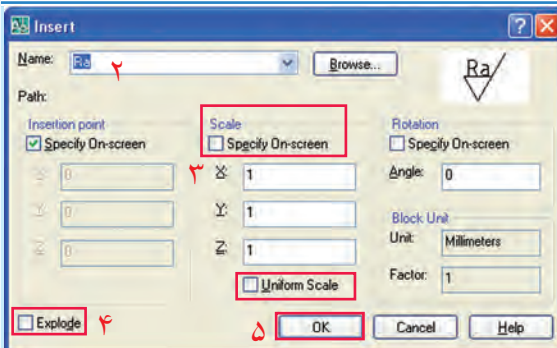 Insert
Name: Ra ۲ Browse...
Ra
Path:
Insertion point Scale Rotation
Specify On-screen Specify On-screen Specify On-screen
X: 0 ۳ X: 1 Angle: 0
Y: 0 Y: 1 Block Unit
Unit: Millimeters
Z: 0 Z: 1
Factor: 1
Uniform Scale
Explode ۴ ۵ OK Cancel Help